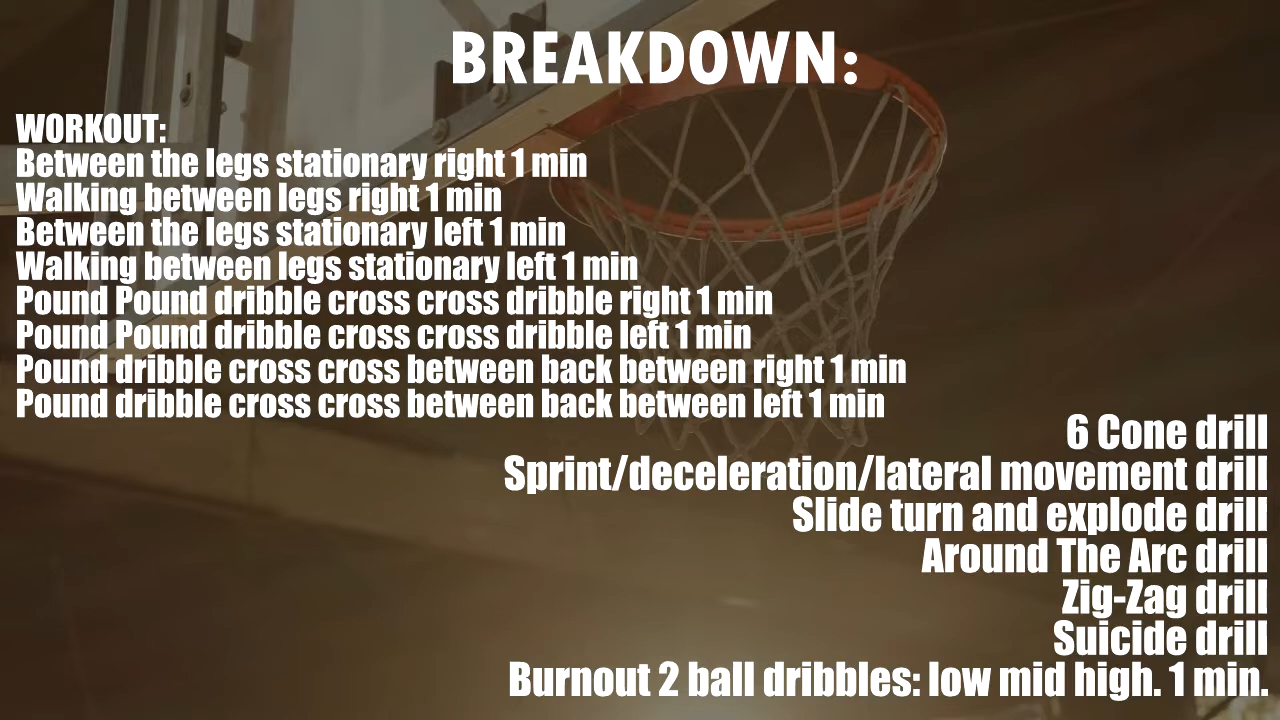 BREAKDOWN:
WORKOUT:
Between the legs stationary right 1 min
Walking between legs right 1 min
Between the legs stationary left 1 min
Walking between legs stationary left 1 min
Pound Pound dribble cross cross dribble right 1 min
Pound Pound dribble cross cross dribble left 1 min
Pound dribble cross cross between back between right 1 min
Pound dribble cross cross between back between left 1 min
6 Cone drill
Sprint/deceleration/lateral movement drill
Slide turn and explode drill
Around The Arc drill
Zig-Zag drill
Suicide drill
Burnout 2 ball dribbles: low mid high. 1 min.